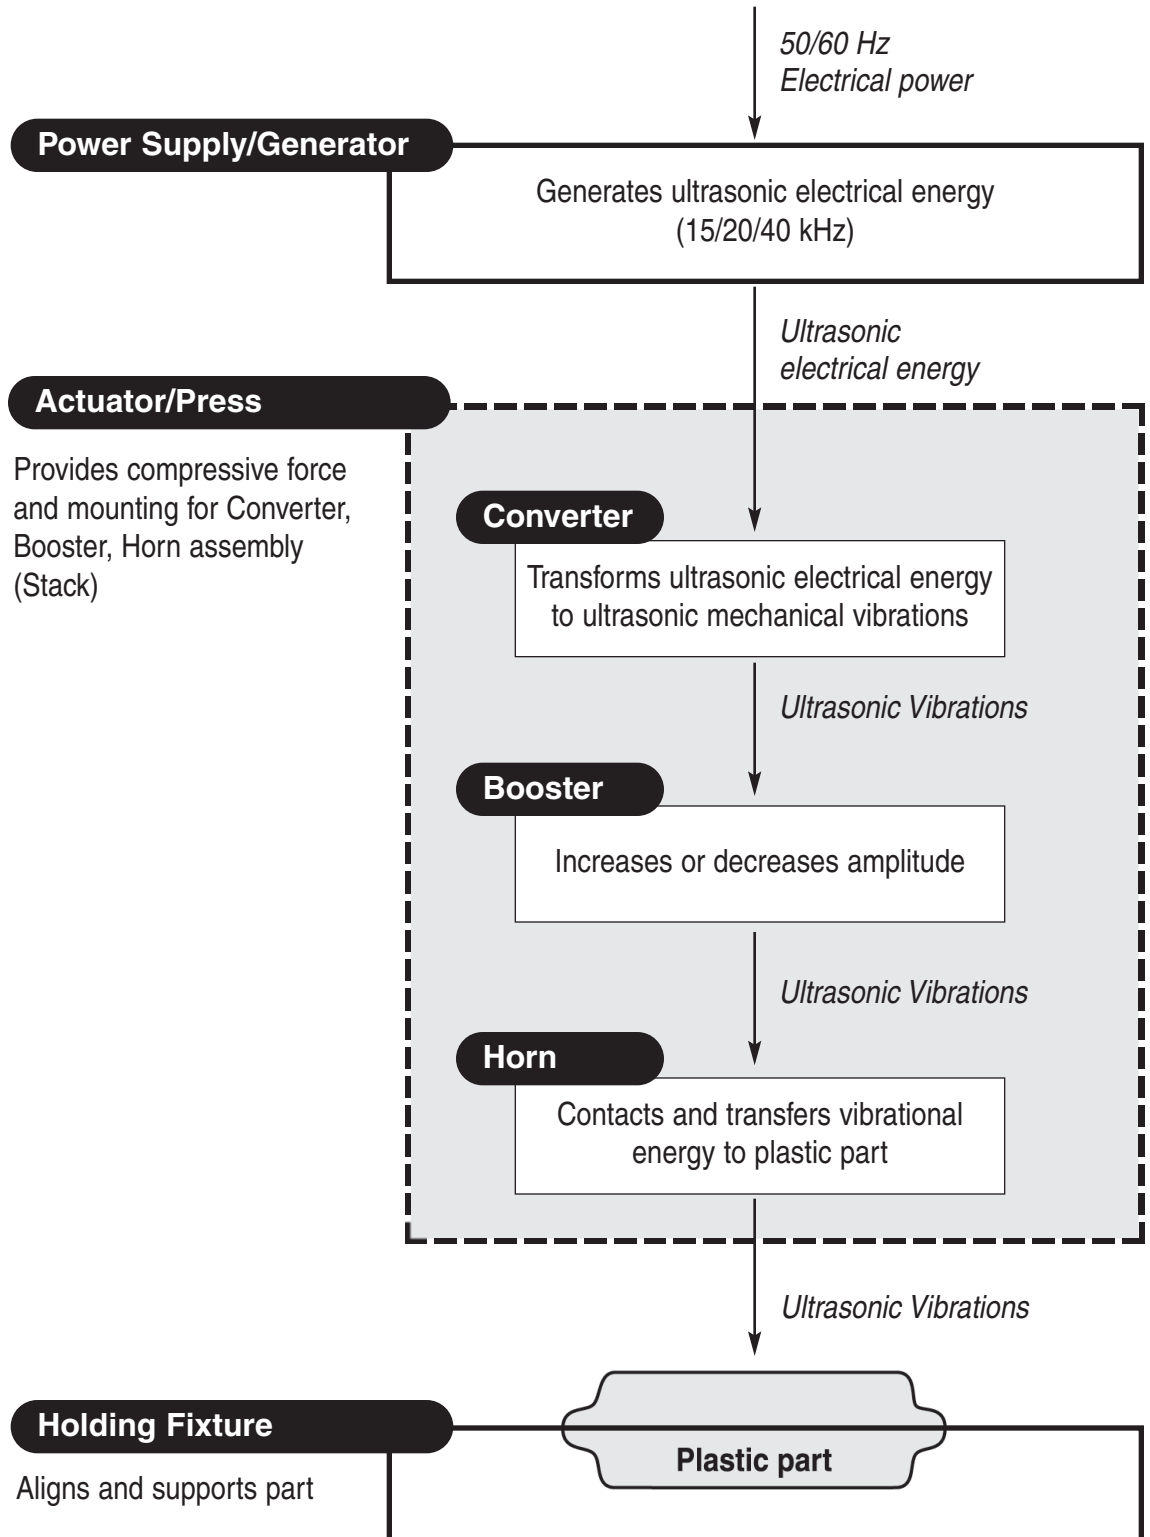 50/60 Hz
Electrical power
Power Supply/Generator
Generates ultrasonic electrical energy
(15/20/40 kHz)
Ultrasonic
electrical energy
Actuator/Press
Provides compressive force
and mounting for Converter,
Booster, Horn assembly
(Stack)
Converter
Transforms ultrasonic electrical energy
to ultrasonic mechanical vibrations
Ultrasonic Vibrations
Booster
Increases or decreases amplitude
Ultrasonic Vibrations
Horn
Contacts and transfers vibrational
energy to plastic part
Ultrasonic Vibrations
Holding Fixture
Aligns and supports part
Plastic part